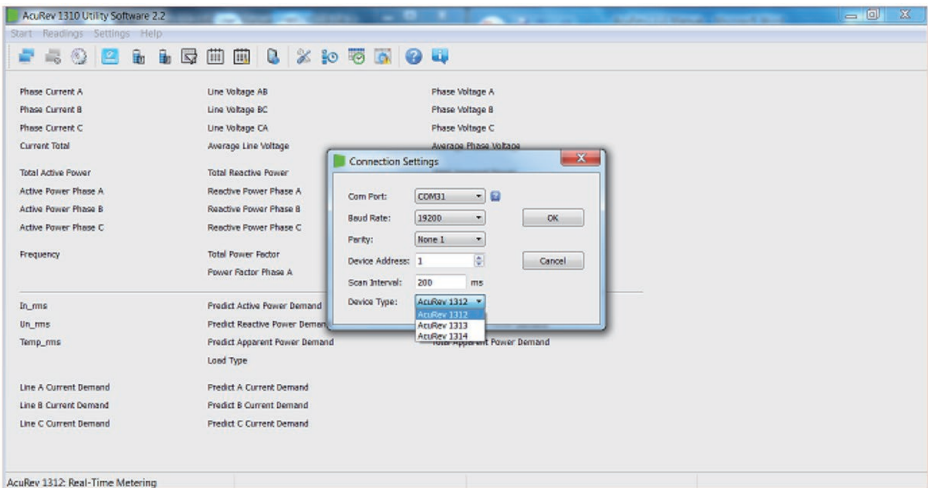 AcuRev 1310 Utility Software 2.2
Start Readings Settings Help
Phase Current A Line Voltage AB Phase Voltage A
Phase Current B Line Voltage BC Phase Voltage B
Phase Current C Line Voltage CA Phase Voltage C
Current Total Average Line Voltage Average Phase Voltage
Total Active Power Total Reactive Power
Active Power Phase A Reactive Power Phase A
Active Power Phase B Reactive Power Phase B
Active Power Phase C Reactive Power Phase C
Frequency Total Power Factor
Power Factor Phase A
In_rms Predict Active Power Demand
Un_rms Predict Reactive Power Deman
Temp_rms Predict Apparent Power Demand Total Apparent Power Demand
Load Type
Line A Current Demand Predict A Current Demand
Line B Current Demand Predict B Current Demand
Line C Current Demand Predict C Current Demand
AcuRev 1312: Real-Time Metering
Connection Settings
Com Port: COM31
Baud Rate: 19200 OK
Parity: None 1
Device Address: 1 Cancel
Scan Interval: 200 ms
Device Type: AcuRev 1312
AcuRev 1312
AcuRev 1313
AcuRev 1314